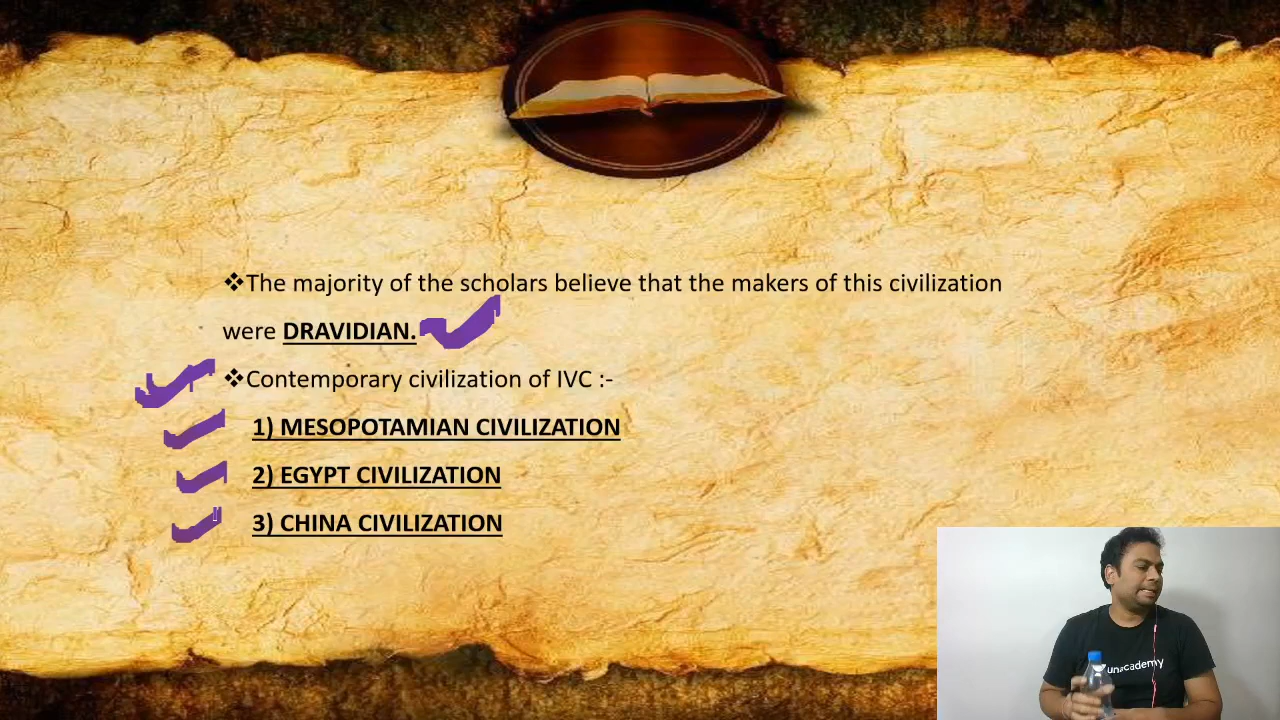 ❖The majority of the scholars believe that the makers of this civilization
were DRAVIDIAN.
❖Contemporary civilization of IVC :-
1) MESOPOTAMIAN CIVILIZATION
2) EGYPT CIVILIZATION
3) CHINA CIVILIZATION
unacademy